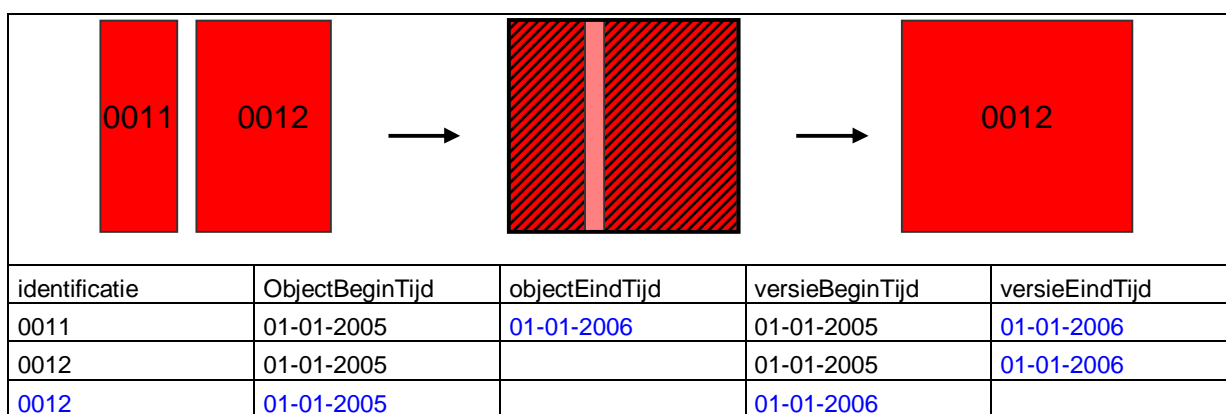 0011 0012 0012
identificatie ObjectBeginTijd objectEindTijd versieBeginTijd versieEindTijd
0011 01-01-2005 01-01-2006 01-01-2005 01-01-2006
0012 01-01-2005 01-01-2005 01-01-2006
0012 01-01-2005 01-01-2006